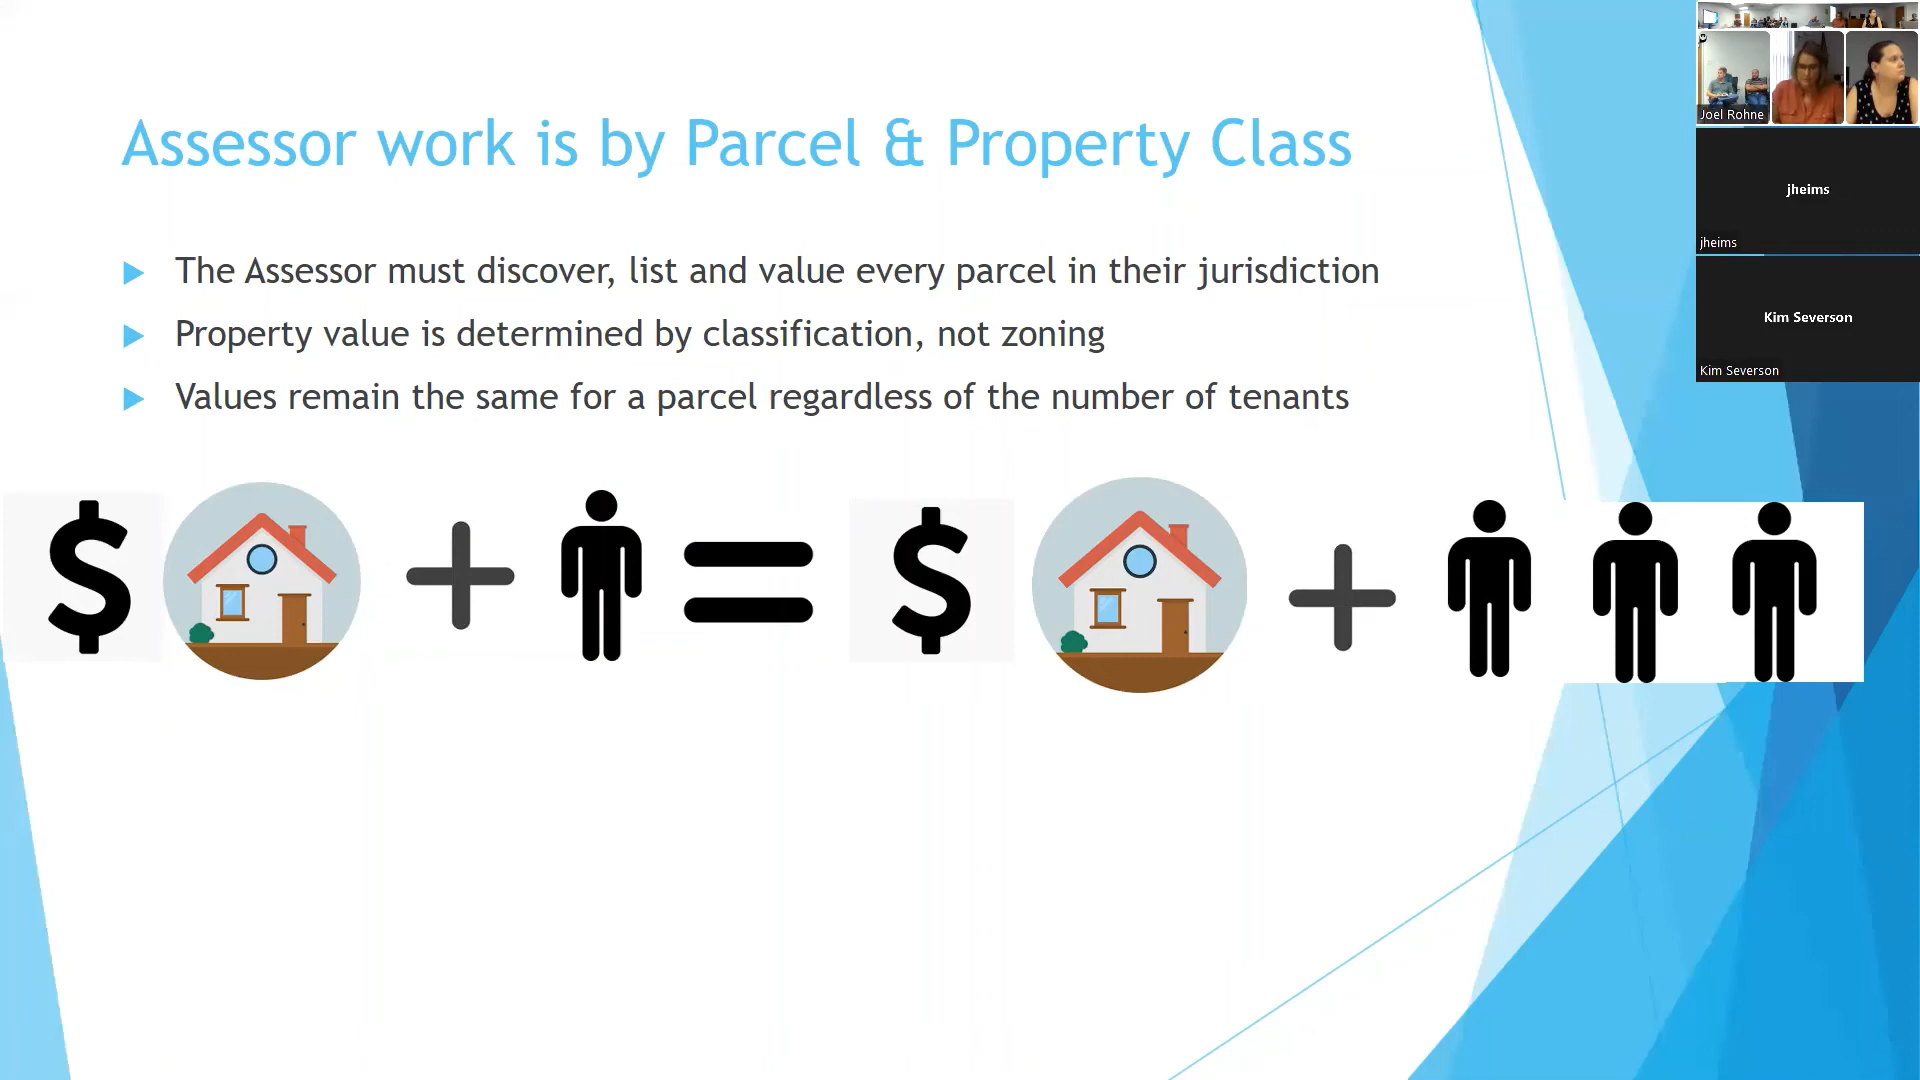 Assessor work is by Parcel & Property Class
The Assessor must discover, list and value every parcel in their jurisdiction
Property value is determined by classification, not zoning
Values remain the same for a parcel regardless of the number of tenants
$
$
Joel Rohne
jheims
jheims
Kim Severson
Kim Severson